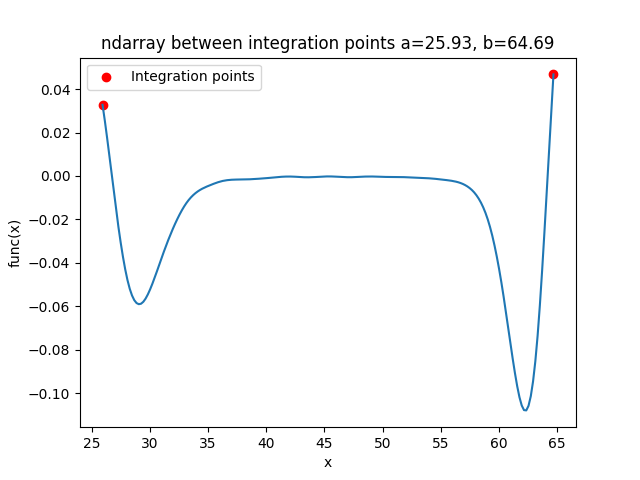 ndarray between integration points a=25.93, b=64.69
Integration points
0.04
0.02
0.00
−0.02
−0.04
−0.06
−0.08
−0.10
func(x)
25 30 35 40 45 50 55 60 65
x